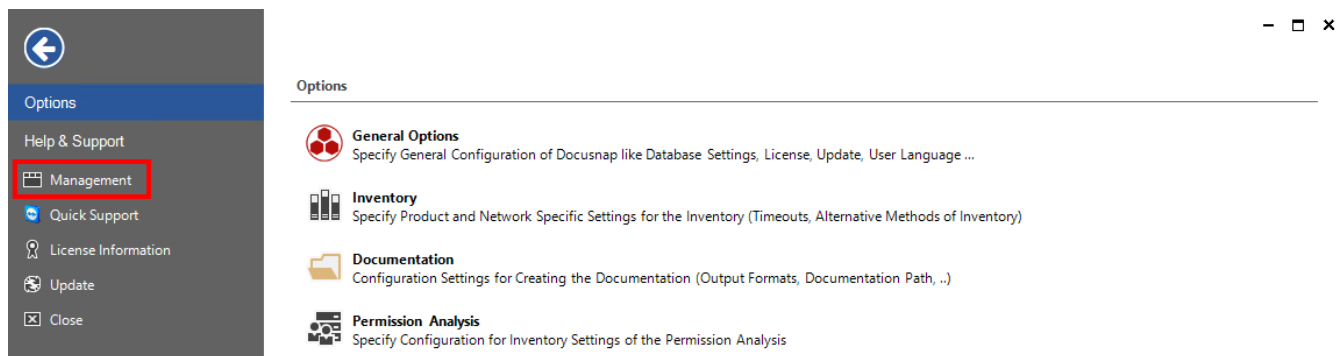 Options
Help & Support
Management
Quick Support
License Information
Update
Close
Options
General Options
Specify General Configuration of Docusnap like Database Settings, License, Update, User Language ...
Inventory
Specify Product and Network Specific Settings for the Inventory (Timeouts, Alternative Methods of Inventory)
Documentation
Configuration Settings for Creating the Documentation (Output Formats, Documentation Path, ..)
Permission Analysis
Specify Configuration for Inventory Settings of the Permission Analysis